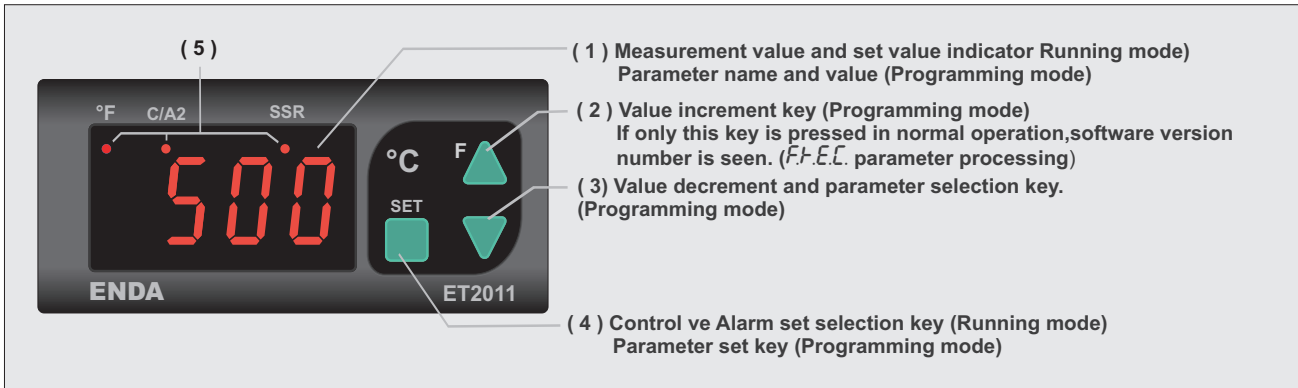 ( 5 )
( 1 ) Measurement value and set value indicator Running mode)
Parameter name and value (Programming mode)
( 2 ) Value increment key (Programming mode)
If only this key is pressed in normal operation,software version
number is seen. (F.t.E.C. parameter processing)
( 3) Value decrement and parameter selection key.
(Programming mode)
( 4 ) Control ve Alarm set selection key (Running mode)
Parameter set key (Programming mode)
°F C/A2 SSR
500
°C
F
SET
ENDA
ET2011